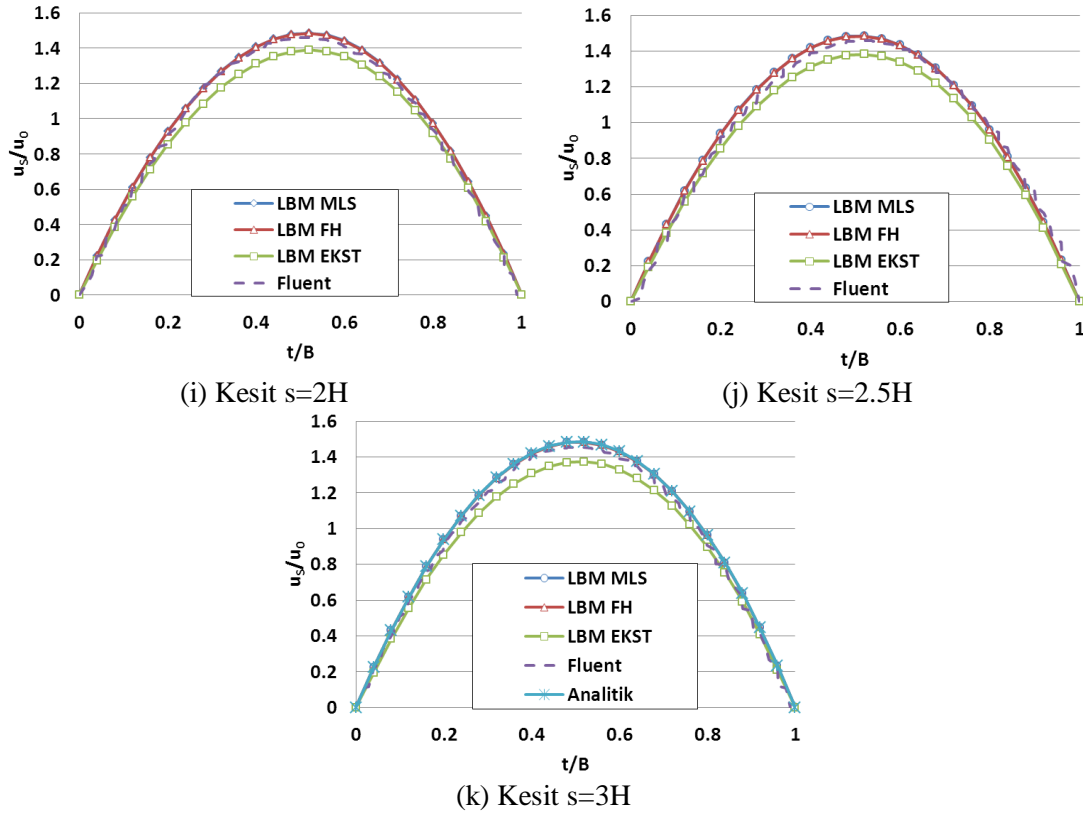 1.6
1.4
1.2
1
0.8
0.6
0.4
0.2
0
u_s/u_0
LBM MLS
LBM FH
LBM EKST
Fluent
0 0.2 0.4 0.6 0.8 1
t/B
(i) Kesit s=2H
1.6
1.4
1.2
1
0.8
0.6
0.4
0.2
0
u_s/u_0
LBM MLS
LBM FH
LBM EKST
Fluent
0 0.2 0.4 0.6 0.8 1
t/B
(j) Kesit s=2.5H
1.6
1.4
1.2
1
0.8
0.6
0.4
0.2
0
u_s/u_0
LBM MLS
LBM FH
LBM EKST
Fluent
Analitik
0 0.2 0.4 0.6 0.8 1
t/B
(k) Kesit s=3H